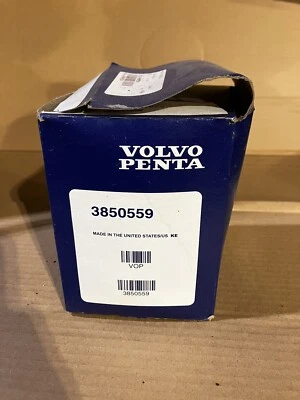 VOLVO
PENTA
3850559
MADE IN THE UNITED STATES/US KE
VOP
3850559